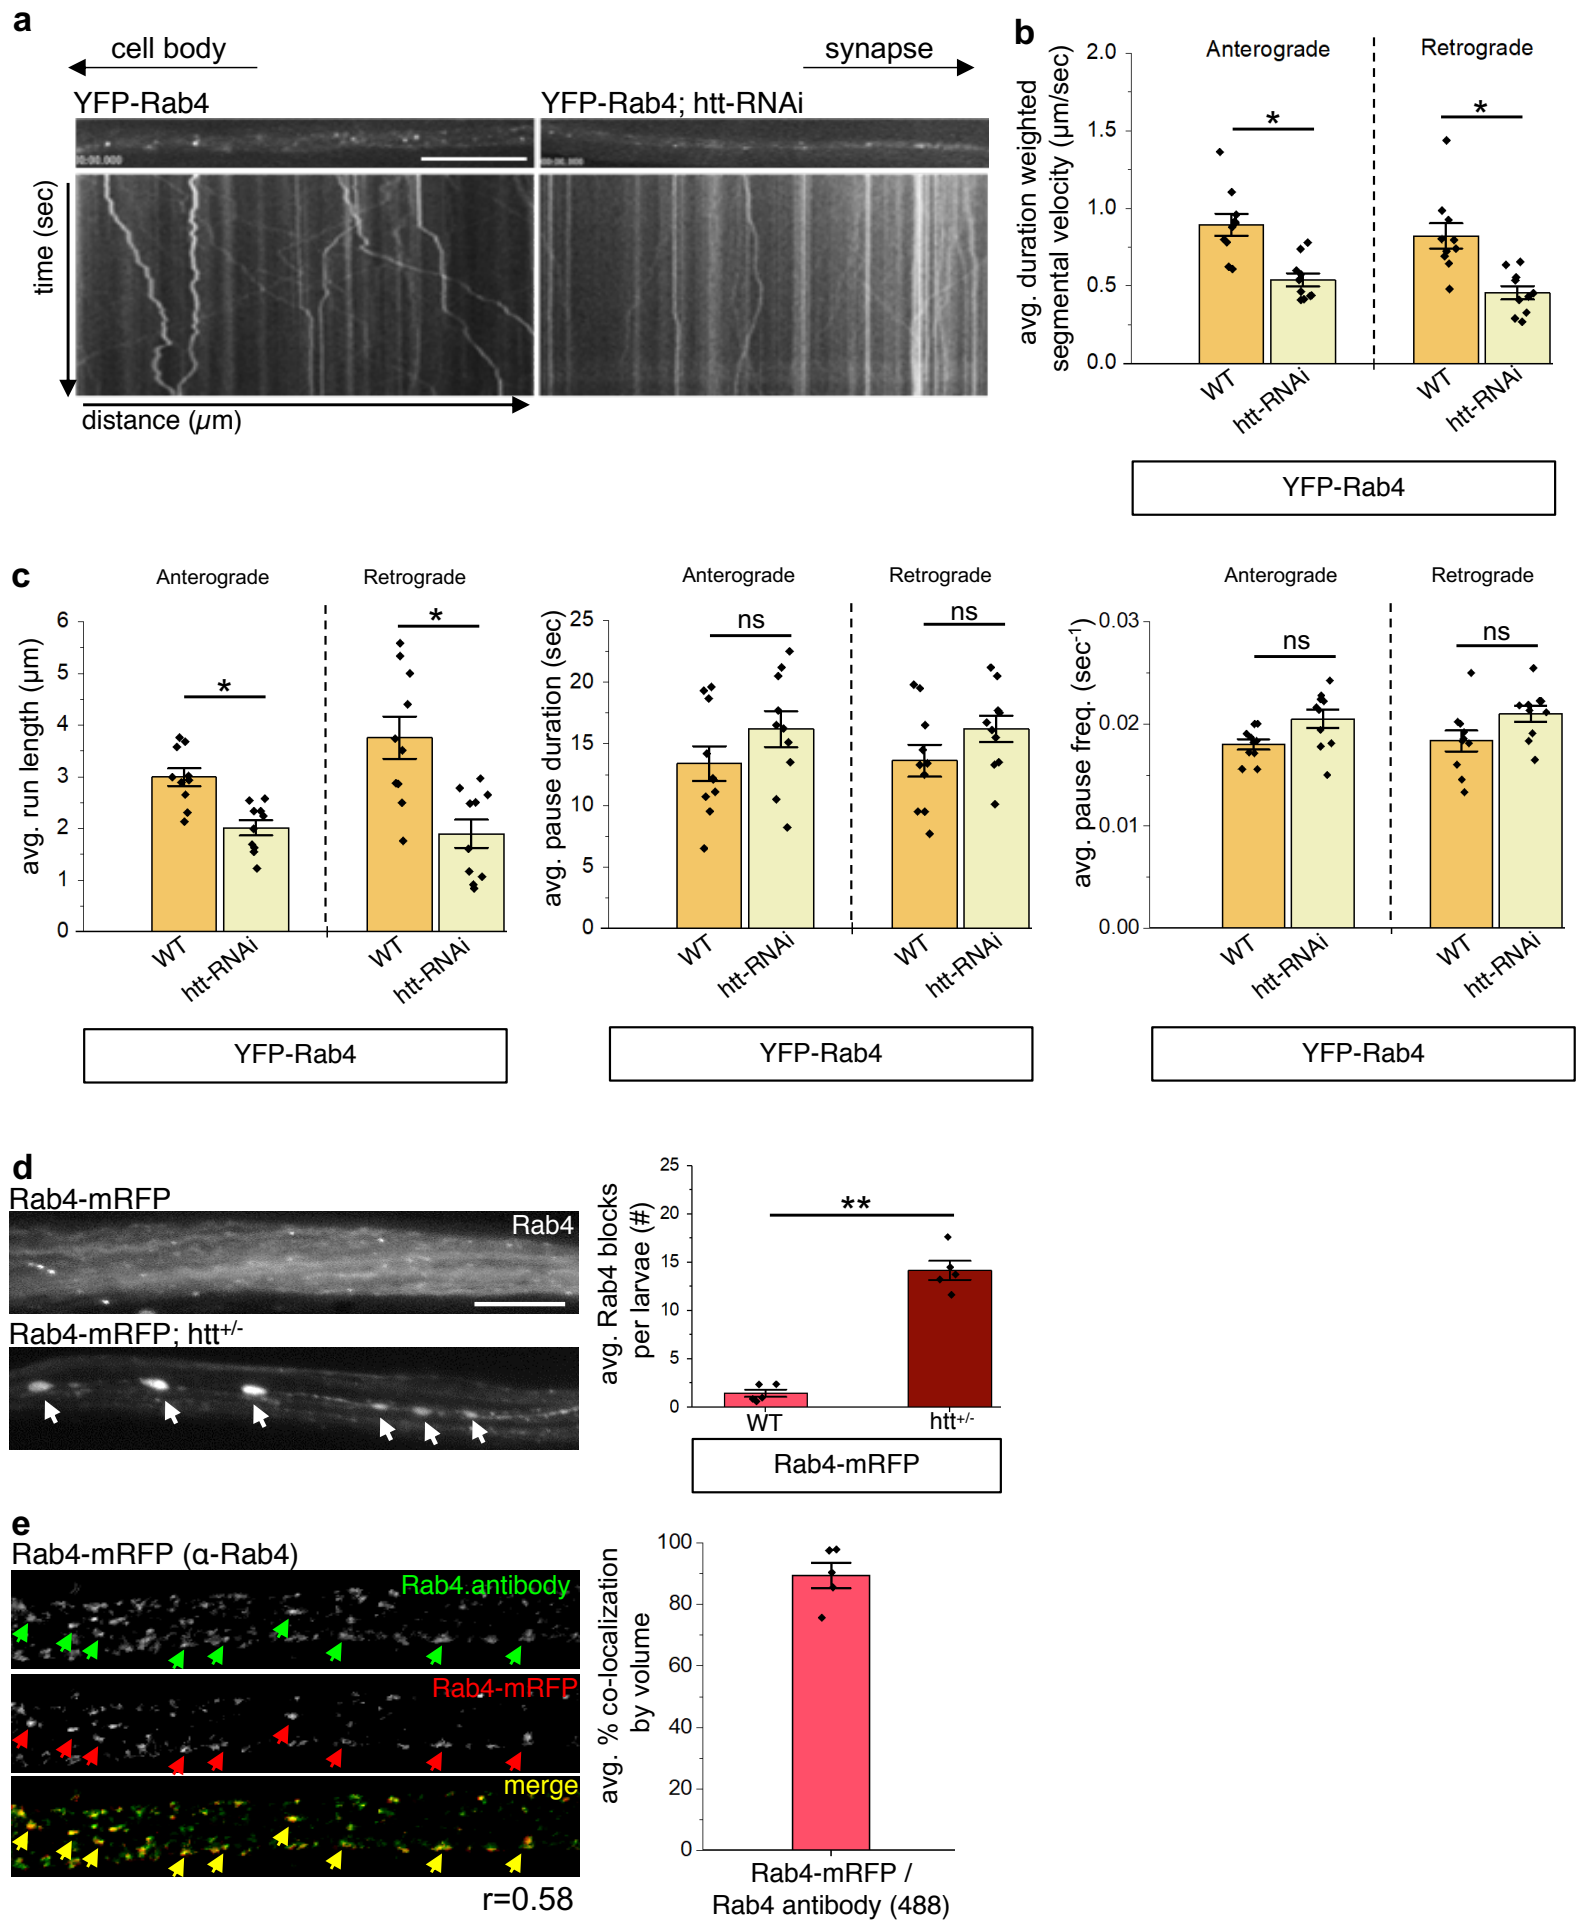 a
cell body
synapse
YFP-Rab4
YFP-Rab4; htt-RNAi
time (sec)
distance (µm)
b
Anterograde
Retrograde
avg. duration weighted
segmental velocity (µm/sec)
2.0
1.5
1.0
0.5
0.0
*
*
WT
htt-RNAi
WT
htt-RNAi
YFP-Rab4
c
Anterograde
Retrograde
avg. run length (µm)
6
5
4
3
2
1
0
*
*
WT
htt-RNAi
WT
htt-RNAi
YFP-Rab4
Anterograde
Retrograde
avg. pause duration (sec)
25
20
15
10
5
0
ns
ns
WT
htt-RNAi
WT
htt-RNAi
YFP-Rab4
Anterograde
Retrograde
avg. pause freq. (sec⁻¹)
0.03
0.02
0.01
0.00
ns
ns
WT
htt-RNAi
WT
htt-RNAi
YFP-Rab4
d
Rab4-mRFP
Rab4
Rab4-mRFP; htt⁺/⁻
avg. Rab4 blocks
per larvae (#)
25
20
15
10
5
0
**
WT
htt⁺/⁻
Rab4-mRFP
e
Rab4-mRFP (α-Rab4)
Rab4.antibody
Rab4-mRFP
merge
r=0.58
avg. % co-localization
by volume
100
80
60
40
20
0
Rab4-mRFP /
Rab4 antibody (488)